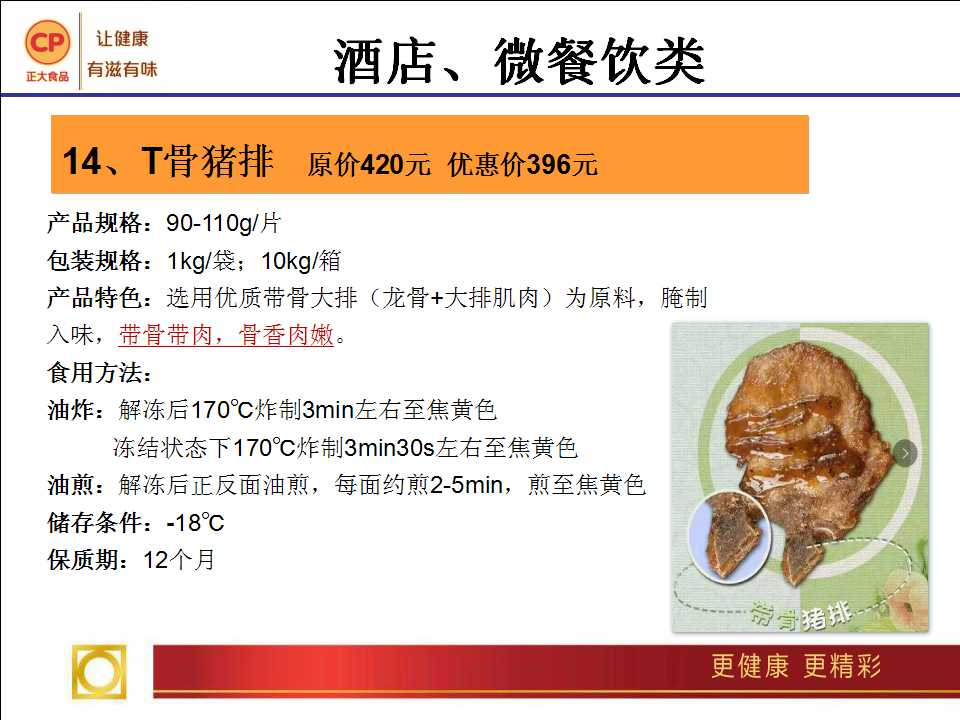 CP
正大食品
让健康
有滋有味
酒店、微餐饮类
14、T骨猪排 原价420元 优惠价396元
产品规格：90-110g/片
包装规格：1kg/袋；10kg/箱
产品特色：选用优质带骨大排（龙骨+大排肌肉）为原料，腌制
入味，带骨带肉，骨香肉嫩。
食用方法：
油炸：解冻后170℃炸制3min左右至焦黄色
冻结状态下170℃炸制3min30s左右至焦黄色
油煎：解冻后正反面油煎，每面约煎2-5min，煎至焦黄色
储存条件：-18℃
保质期：12个月
带骨猪排
更健康 更精彩